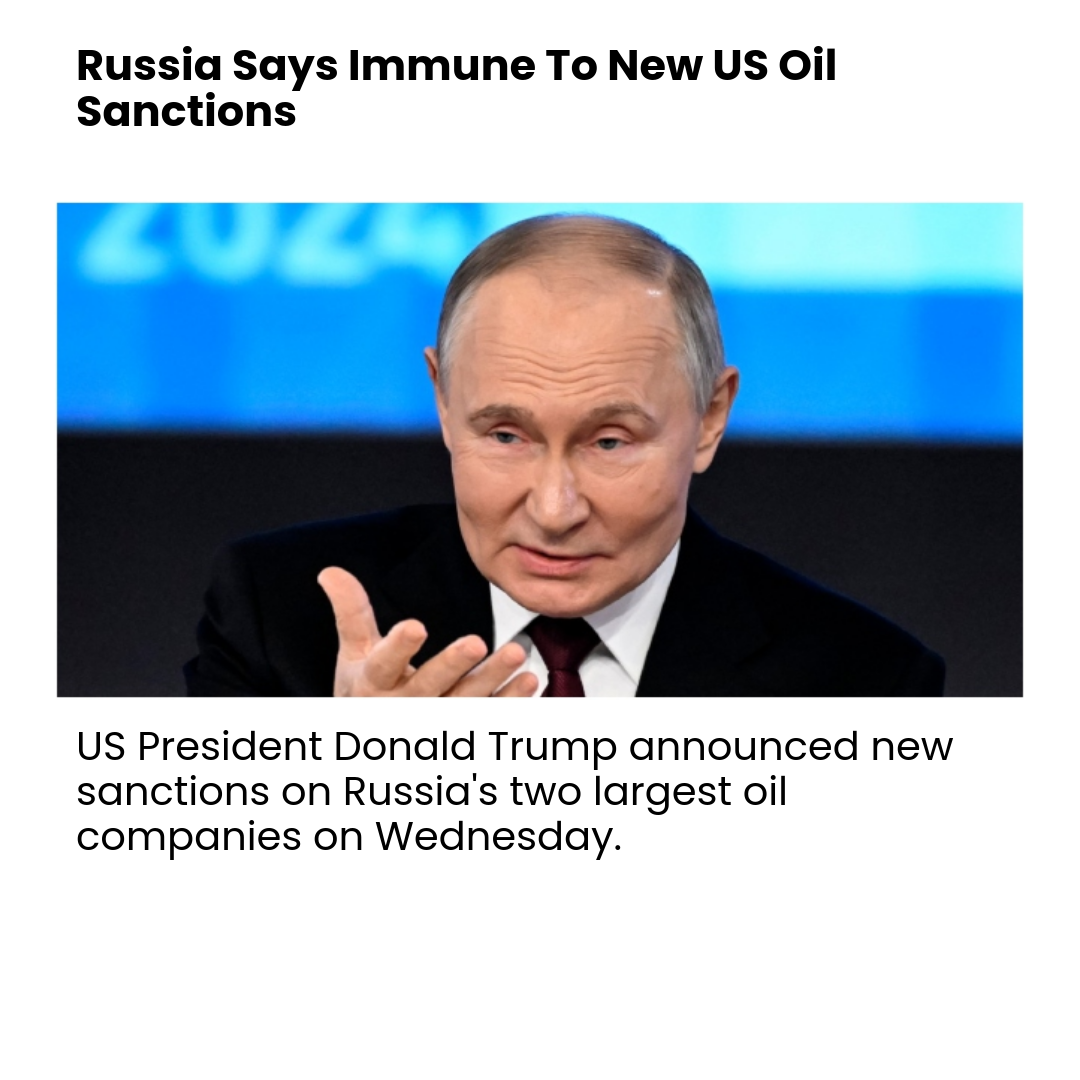 Russia Says Immune To New US Oil
Sanctions
2024
US President Donald Trump announced new
sanctions on Russia's two largest oil
companies on Wednesday.